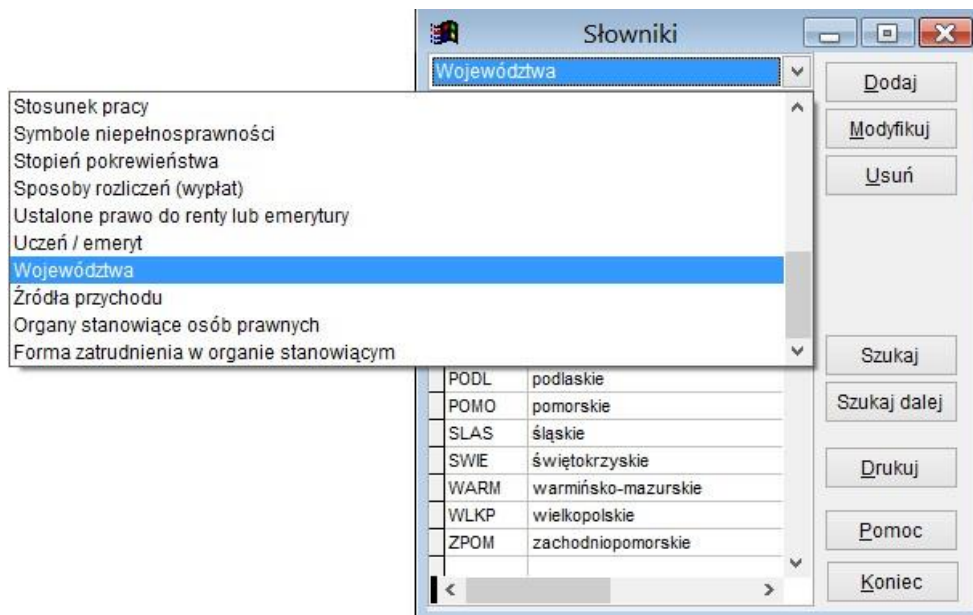 Słowniki
Województwa
Dodaj
Modyfikuj
Usuń
Stosunek pracy
Symbole niepełnosprawności
Stopień pokrewieństwa
Sposoby rozliczeń (wypłat)
Ustalone prawo do renty lub emerytury
Uczeń / emeryt
Województwa
Źródła przychodu
Organy stanowiące osób prawnych
Forma zatrudnienia w organie stanowiącym
PODL podlaskie
POMO pomorskie
SLAS śląskie
SWIE świętokrzyskie
WARM warmińsko-mazurskie
WLKP wielkopolskie
ZPOM zachodniopomorskie
Szukaj
Szukaj dalej
Drukuj
Pomoc
Koniec